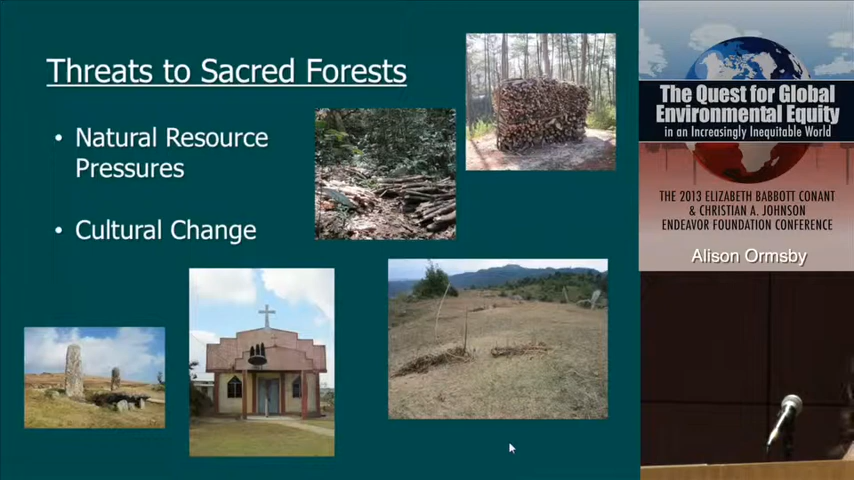 Threats to Sacred Forests
• Natural Resource
Pressures
• Cultural Change
The Quest for Global
Environmental Equity
in an Increasingly Inequitable World
THE 2013 ELIZABETH BABBOTT CONANT
& CHRISTIAN A. JOHNSON
ENDEAVOR FOUNDATION CONFERENCE
Alison Ormsby